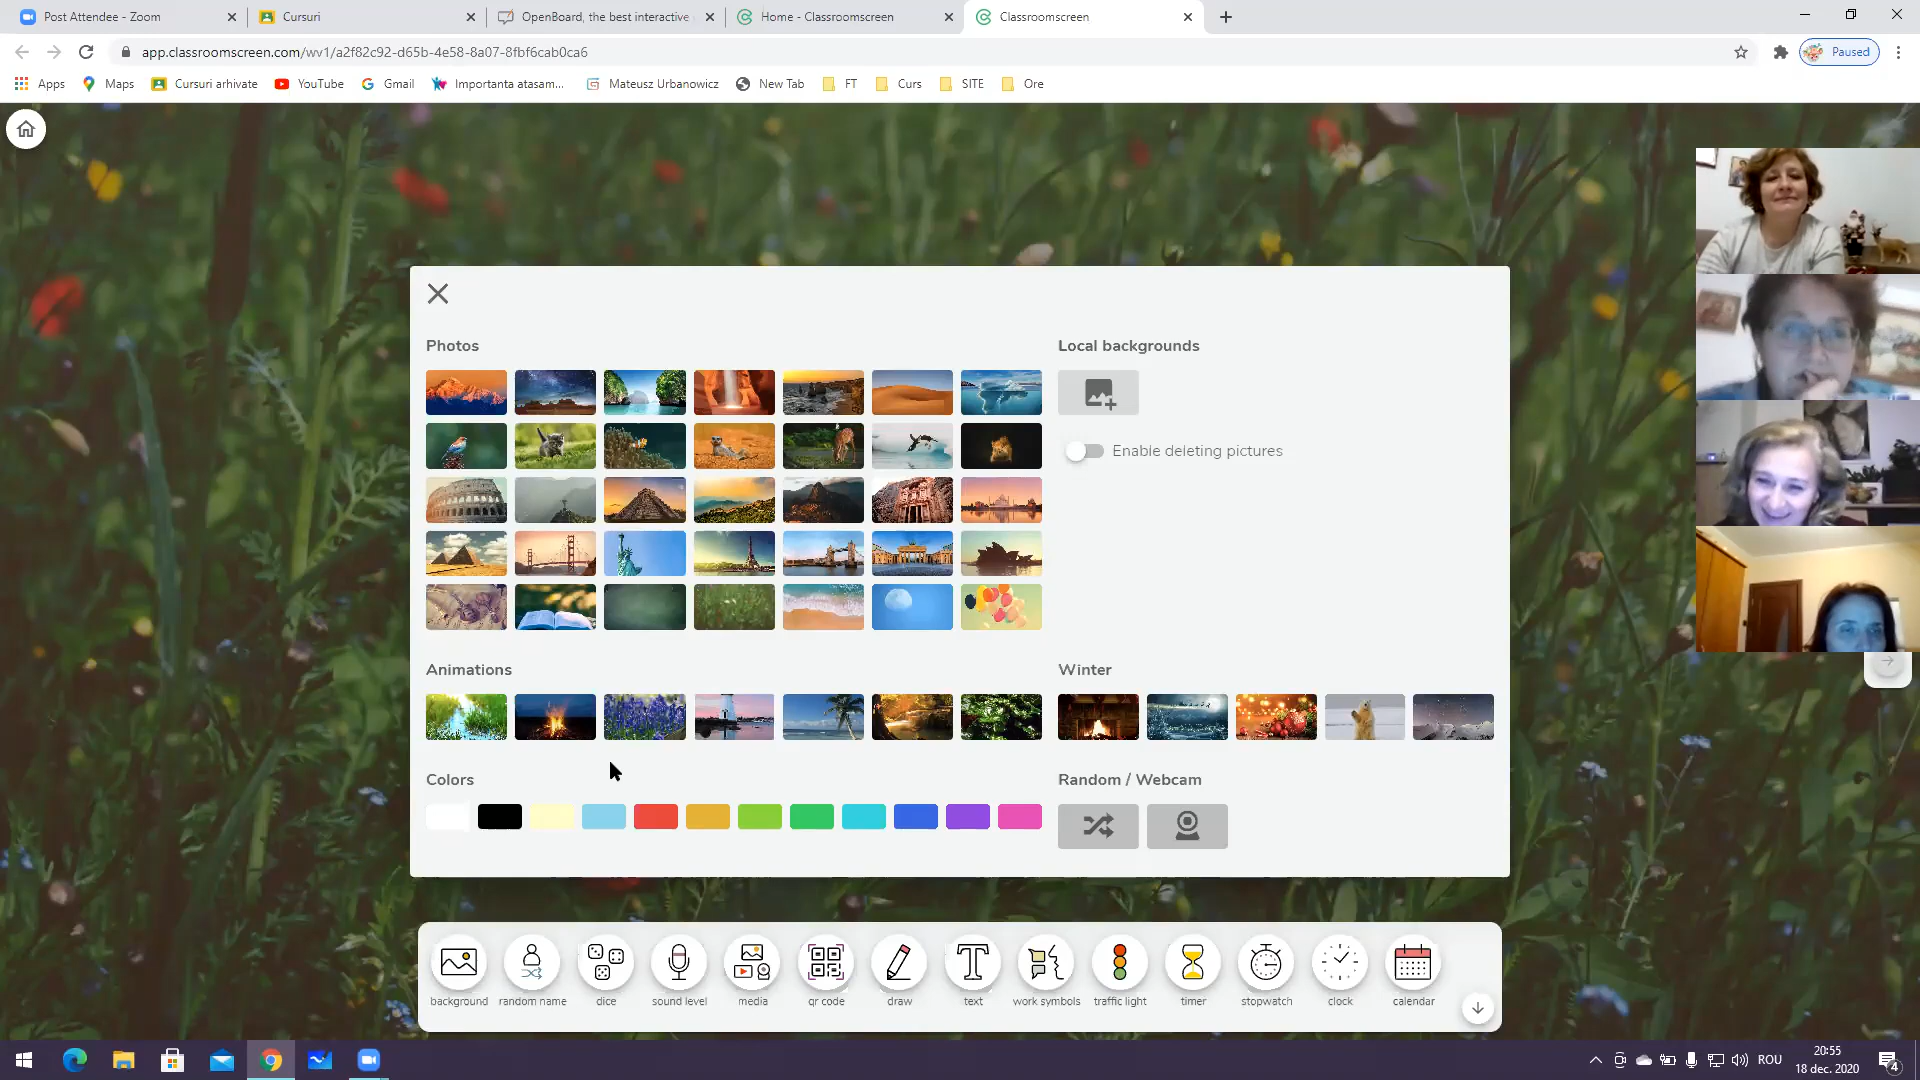 Post Attendee - Zoom
Cursuri
OpenBoard, the best interactive
Home - Classroomscreen
Classroomscreen
app.classroomscreen.com/wv1/a2f82c92-d65b-4e58-8a07-8fbf6cab0ca6
Paused
Apps
Maps
Cursuri arhivate
YouTube
Gmail
Importanta atasam...
Mateusz Urbanowicz
New Tab
FT
Curs
SITE
Ore
Photos
Local backgrounds
Enable deleting pictures
Animations
Winter
Colors
Random / Webcam
background
random name
dice
sound level
media
qr code
draw
text
work symbols
traffic light
timer
stopwatch
clock
calendar
ROU
20:55
18 dec. 2020
4